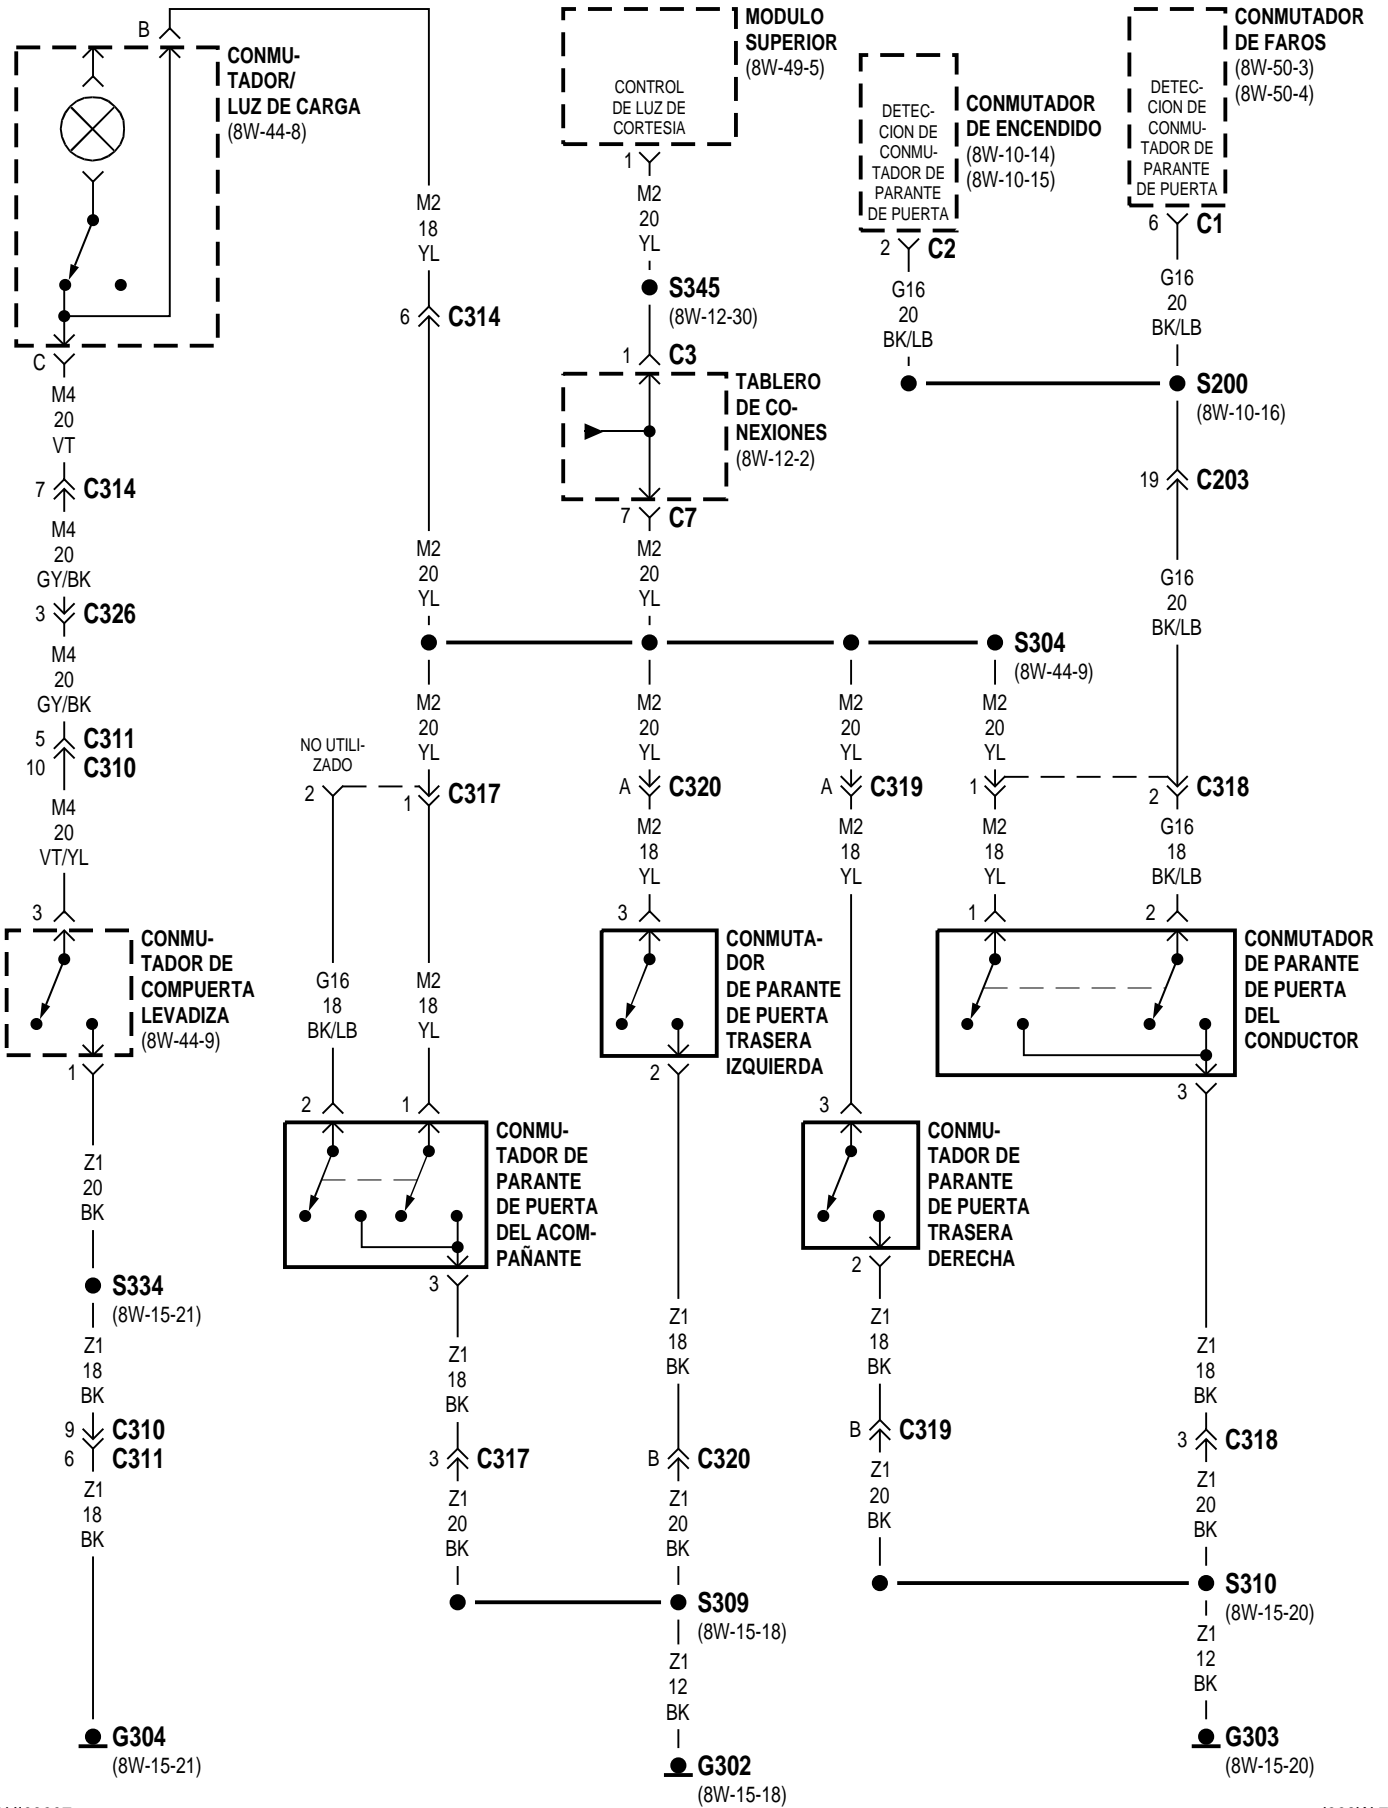 B
CONMU-
TADOR/
LUZ DE CARGA
(8W-44-8)
C
M4
20
VT
7
C314
M4
20
GY/BK
3
C326
M4
20
GY/BK
5
C311
10
C310
M4
20
VT/YL
3
CONMU-
TADOR DE
COMPUERTA
LEVADIZA
(8W-44-9)
1
Z1
20
BK
S334
(8W-15-21)
Z1
18
BK
9
C310
6
C311
Z1
18
BK
G304
(8W-15-21)
M2
18
YL
6
C314
M2
20
YL
M2
20
YL
NO UTILI-
ZADO
2
1
C317
G16
18
BK/LB
M2
18
YL
2
1
CONMU-
TADOR DE
PARANTE
DE PUERTA
DEL ACOM-
PAÑANTE
3
Z1
18
BK
3
C317
Z1
20
BK
MODULO
SUPERIOR
(8W-49-5)
CONTROL
DE LUZ DE
CORTESIA
1
M2
20
YL
S345
(8W-12-30)
1
C3
TABLERO
DE CO-
NEXIONES
(8W-12-2)
7
C7
M2
20
YL
M2
20
YL
A
C320
M2
18
YL
3
CONMUTA-
DOR
DE PARANTE
DE PUERTA
TRASERA
IZQUIERDA
2
Z1
18
BK
B
C320
Z1
20
BK
S309
(8W-15-18)
Z1
12
BK
G302
(8W-15-18)
DETEC-
CION DE
CONMU-
TADOR DE
PARANTE
DE PUERTA
CONMUTADOR
DE ENCENDIDO
(8W-10-14)
(8W-10-15)
2
C2
G16
20
BK/LB
M2
20
YL
A
C319
M2
18
YL
3
CONMU-
TADOR DE
PARANTE
DE PUERTA
TRASERA
DERECHA
2
Z1
18
BK
B
C319
Z1
20
BK
CONMUTADOR
DE FAROS
(8W-50-3)
(8W-50-4)
DETEC-
CION DE
CONMU-
TADOR DE
PARANTE
DE PUERTA
6
C1
G16
20
BK/LB
S200
(8W-10-16)
19
C203
G16
20
BK/LB
S304
(8W-44-9)
M2
20
YL
1
2
C318
M2
18
YL
G16
18
BK/LB
1
2
CONMUTADOR
DE PARANTE
DE PUERTA
DEL
CONDUCTOR
3
Z1
18
BK
3
C318
Z1
20
BK
S310
(8W-15-20)
Z1
12
BK
G303
(8W-15-20)